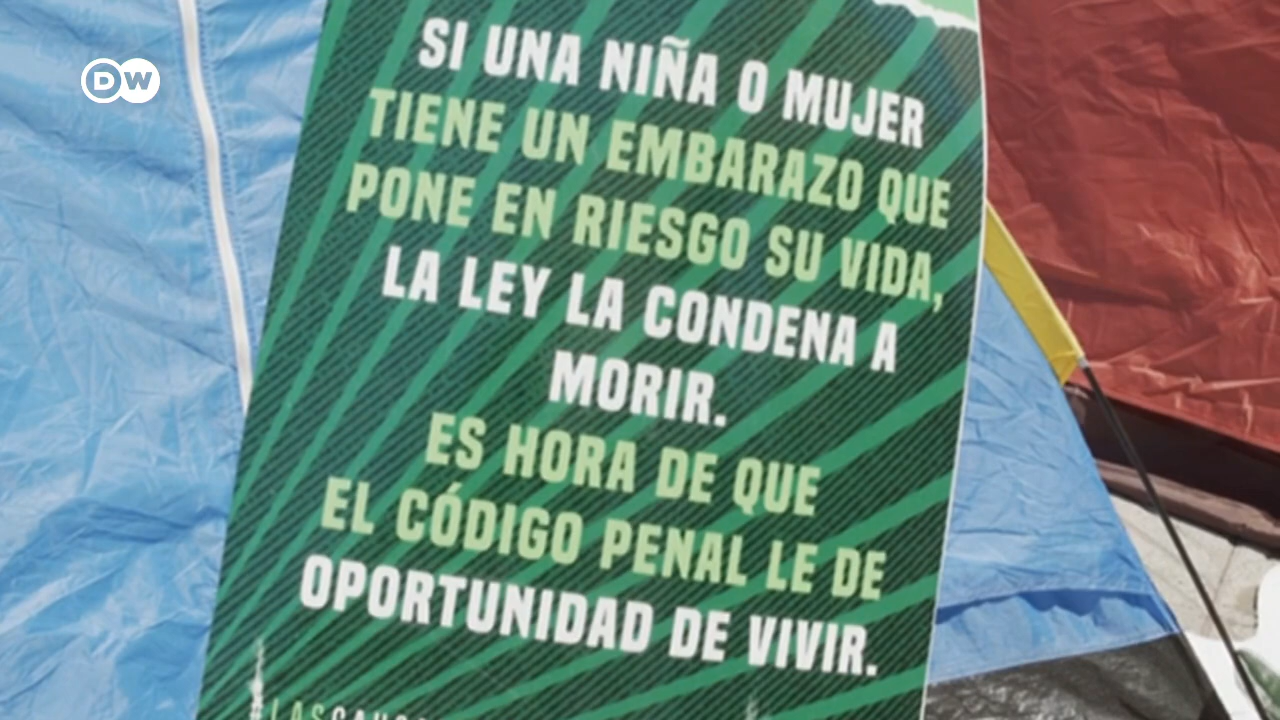 DW
SI UNA NIÑA O MUJER
TIENE UN EMBARAZO QUE
PONE EN RIESGO SU VIDA,
LA LEY LA CONDENA A
MORIR.
ES HORA DE QUE
EL CÓDIGO PENAL LE DE
OPORTUNIDAD DE VIVIR.